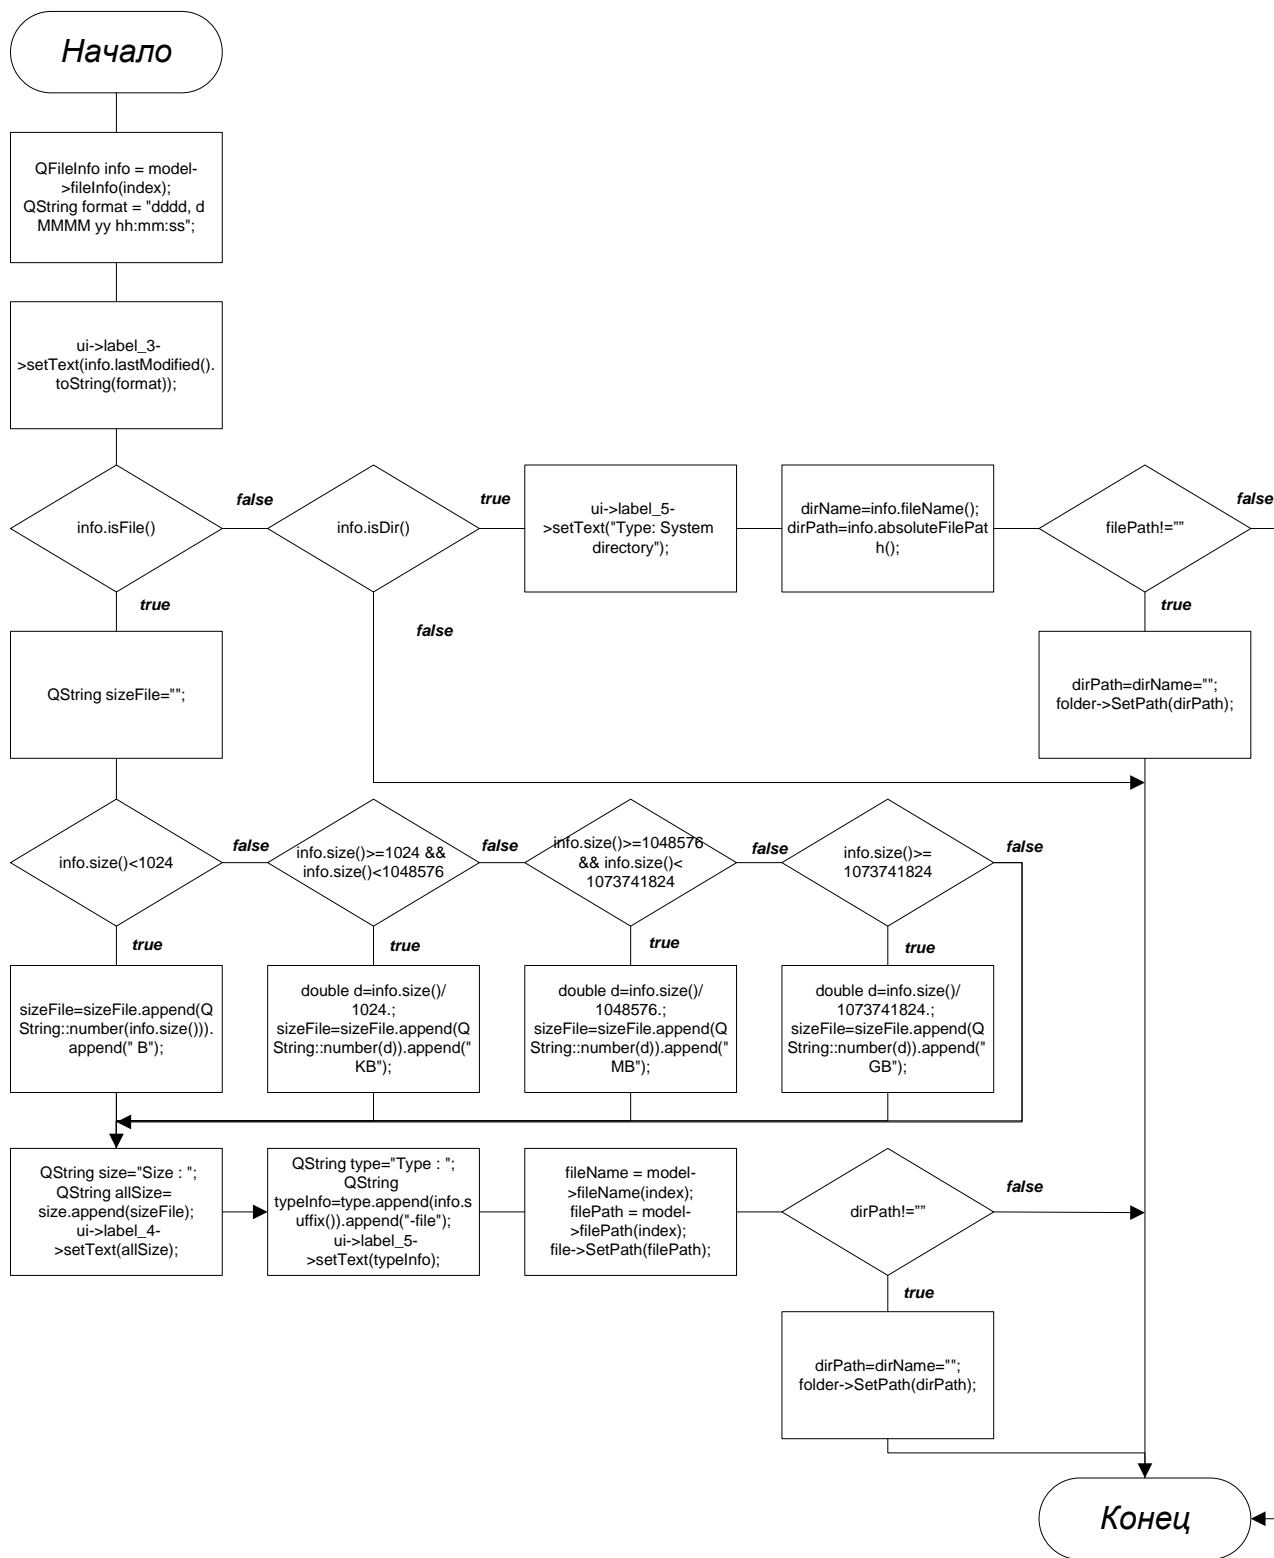 Начало
QFileInfo info = model-
>fileInfo(index);
QString format = "dddd, d
MMMM yy hh:mm:ss";
ui->label_3-
>setText(info.lastModified().
toString(format));
info.isFile()
false
info.isDir()
true
ui->label_5-
>setText("Type: System
directory");
dirName=info.fileName();
dirPath=info.absoluteFilePat
h();
filePath!=””
false
true
false
true
QString sizeFile="";
dirPath=dirName="";
folder->SetPath(dirPath);
info.size()<1024
false
info.size()>=1024 &&
info.size()<1048576
false
info.size()>=1048576
&& info.size()<
1073741824
false
info.size()>=
1073741824
false
true
true
true
true
sizeFile=sizeFile.append(Q
String::number(info.size())).
append(" B");
double d=info.size()/
1024.;
sizeFile=sizeFile.append(Q
String::number(d)).append("
KB");
double d=info.size()/
1048576.;
sizeFile=sizeFile.append(Q
String::number(d)).append("
MB");
double d=info.size()/
1073741824.;
sizeFile=sizeFile.append(Q
String::number(d)).append("
GB");
QString size="Size : ";
QString allSize=
size.append(sizeFile);
ui->label_4-
>setText(allSize);
QString type="Type : ";
QString
typeInfo=type.append(info.s
uffix()).append("-file");
ui->label_5-
>setText(typeInfo);
fileName = model-
>fileName(index);
filePath = model-
>filePath(index);
file->SetPath(filePath);
dirPath!=””
false
true
dirPath=dirName="";
folder->SetPath(dirPath);
Конец